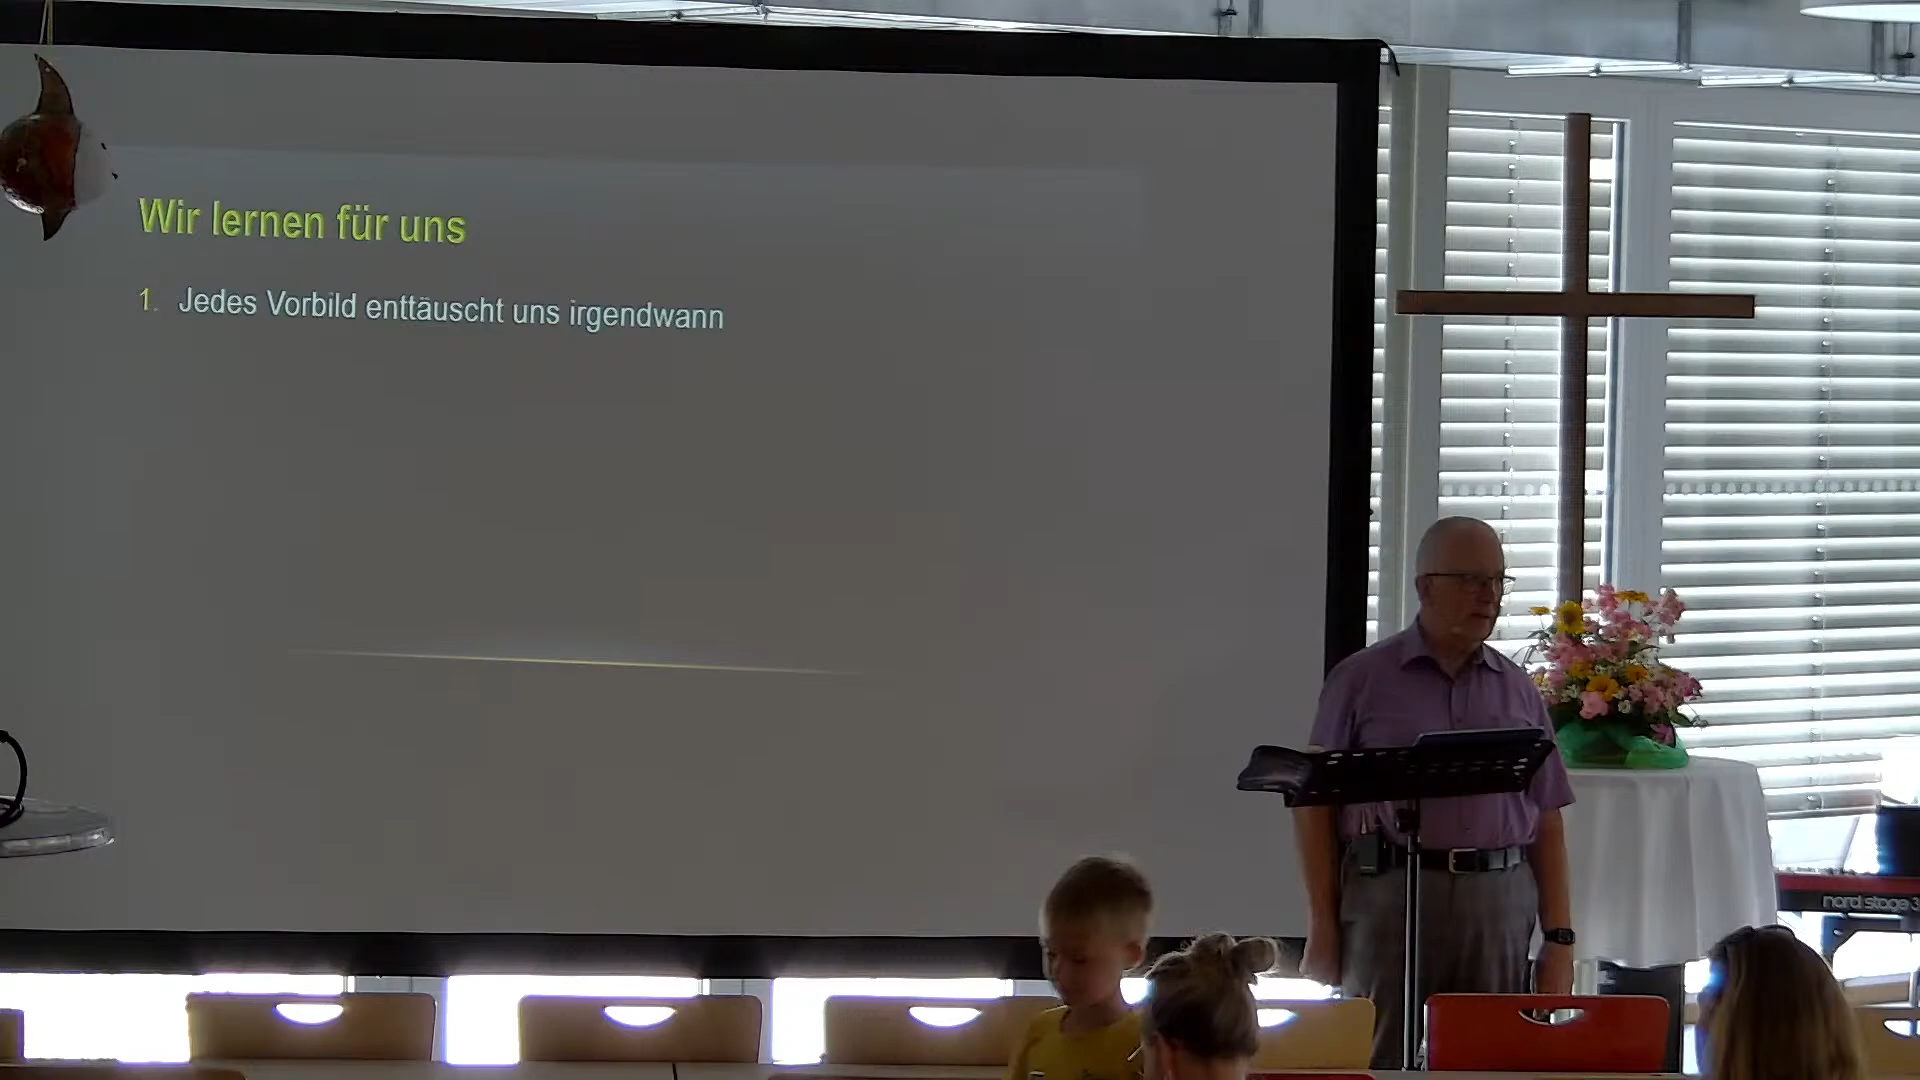 Wir lernen für uns
1. Jedes Vorbild enttäuscht uns irgendwann
nord stage 3